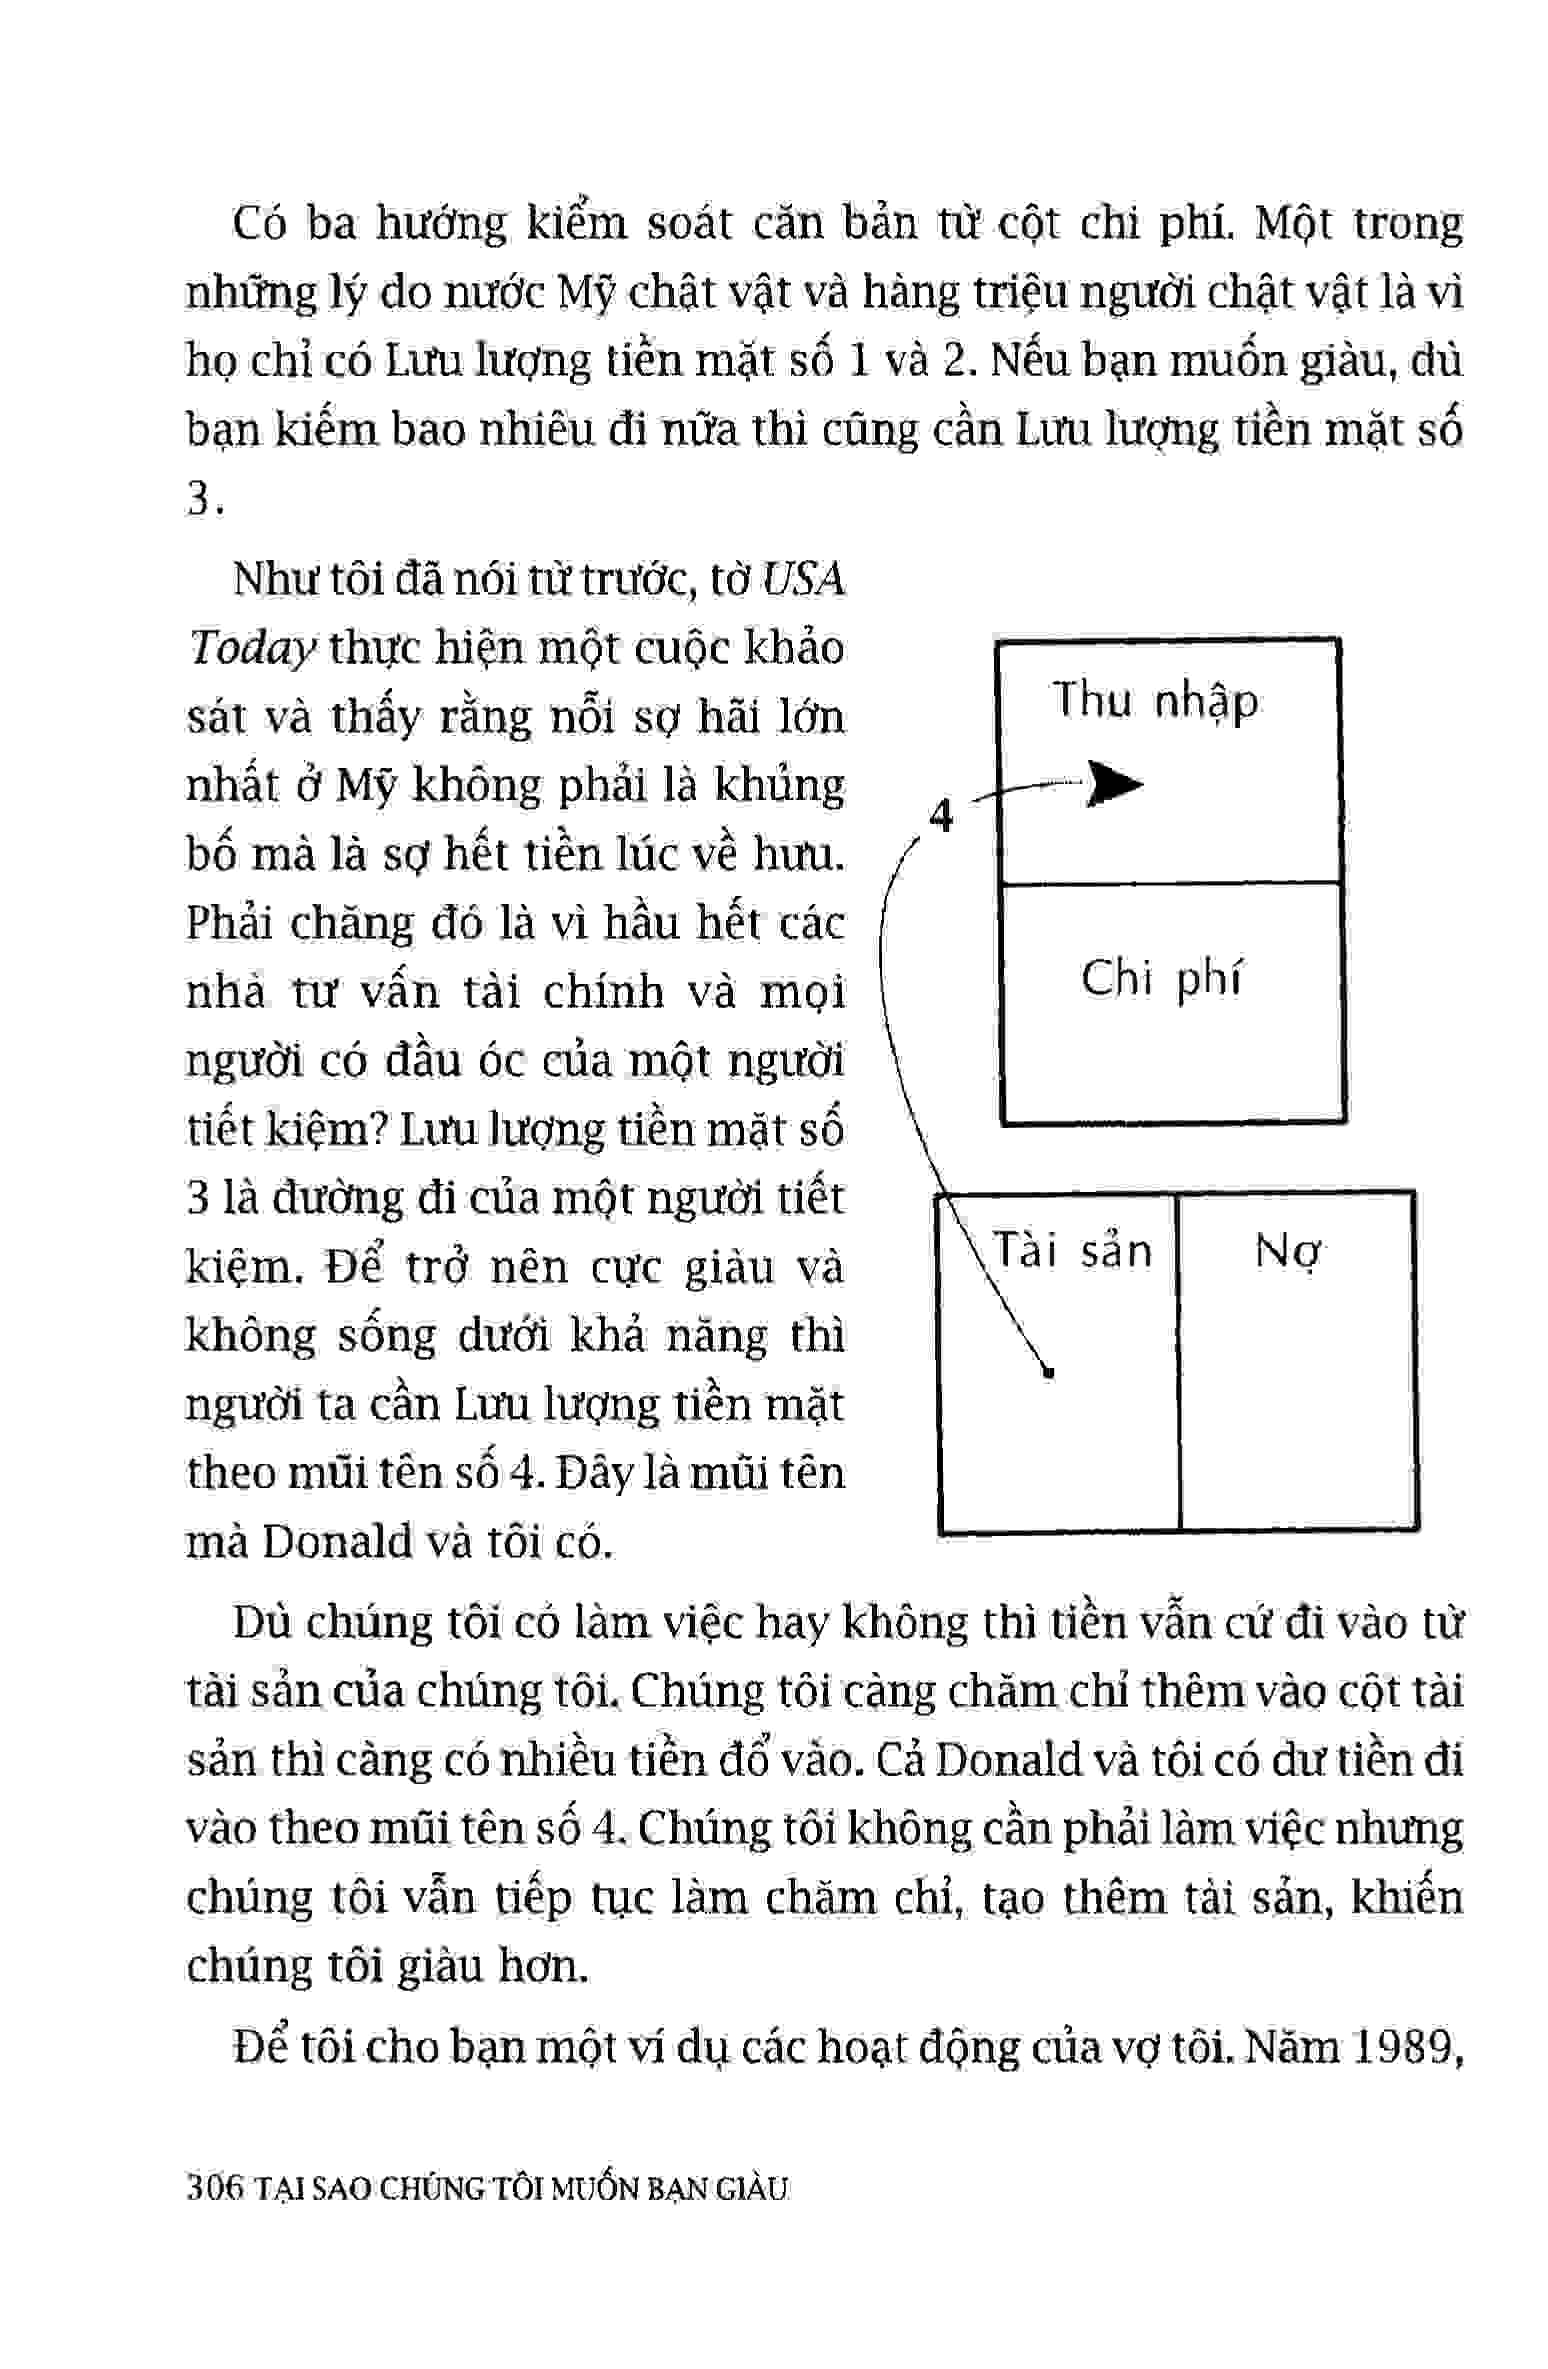 Có ba hướng kiểm soát căn bản từ cột chi phí. Một trong
những lý do nước Mỹ chật vật và hàng triệu người chật vật là vì
họ chỉ có Lưu lượng tiền mặt số 1 và 2. Nếu bạn muốn giàu, dù
bạn kiếm bao nhiêu đi nữa thì cũng cần Lưu lượng tiền mặt số
3.
Như tôi đã nói từ trước, tờ USA
Today thực hiện một cuộc khảo
sát và thấy rằng nỗi sợ hãi lớn
nhất ở Mỹ không phải là khủng
bố mà là sợ hết tiền lúc về hưu.
Phải chăng đó là vì hầu hết các
nhà tư vấn tài chính và mọi
người có đầu óc của một người
tiết kiệm? Lưu lượng tiền mặt số
3 là đường đi của một người tiết
kiệm. Để trở nên cực giàu và
không sống dưới khả năng thì
người ta cần Lưu lượng tiền mặt
theo mũi tên số 4. Đây là mũi tên
mà Donald và tôi có.
Thu nhập
4
Chi phí
Tài sản
Nợ
Dù chúng tôi có làm việc hay không thì tiền vẫn cứ đi vào từ
tài sản của chúng tôi. Chúng tôi càng chăm chỉ thêm vào cột tài
sản thì càng có nhiều tiền đổ vào. Cả Donald và tôi có dư tiền đi
vào theo mũi tên số 4. Chúng tôi không cần phải làm việc nhưng
chúng tôi vẫn tiếp tục làm chăm chỉ, tạo thêm tài sản, khiến
chúng tôi giàu hơn.
Để tôi cho bạn một ví dụ các hoạt động của vợ tôi. Năm 1989,
306 TẠI SAO CHÚNG TÔI MUỐN BẠN GIÀU